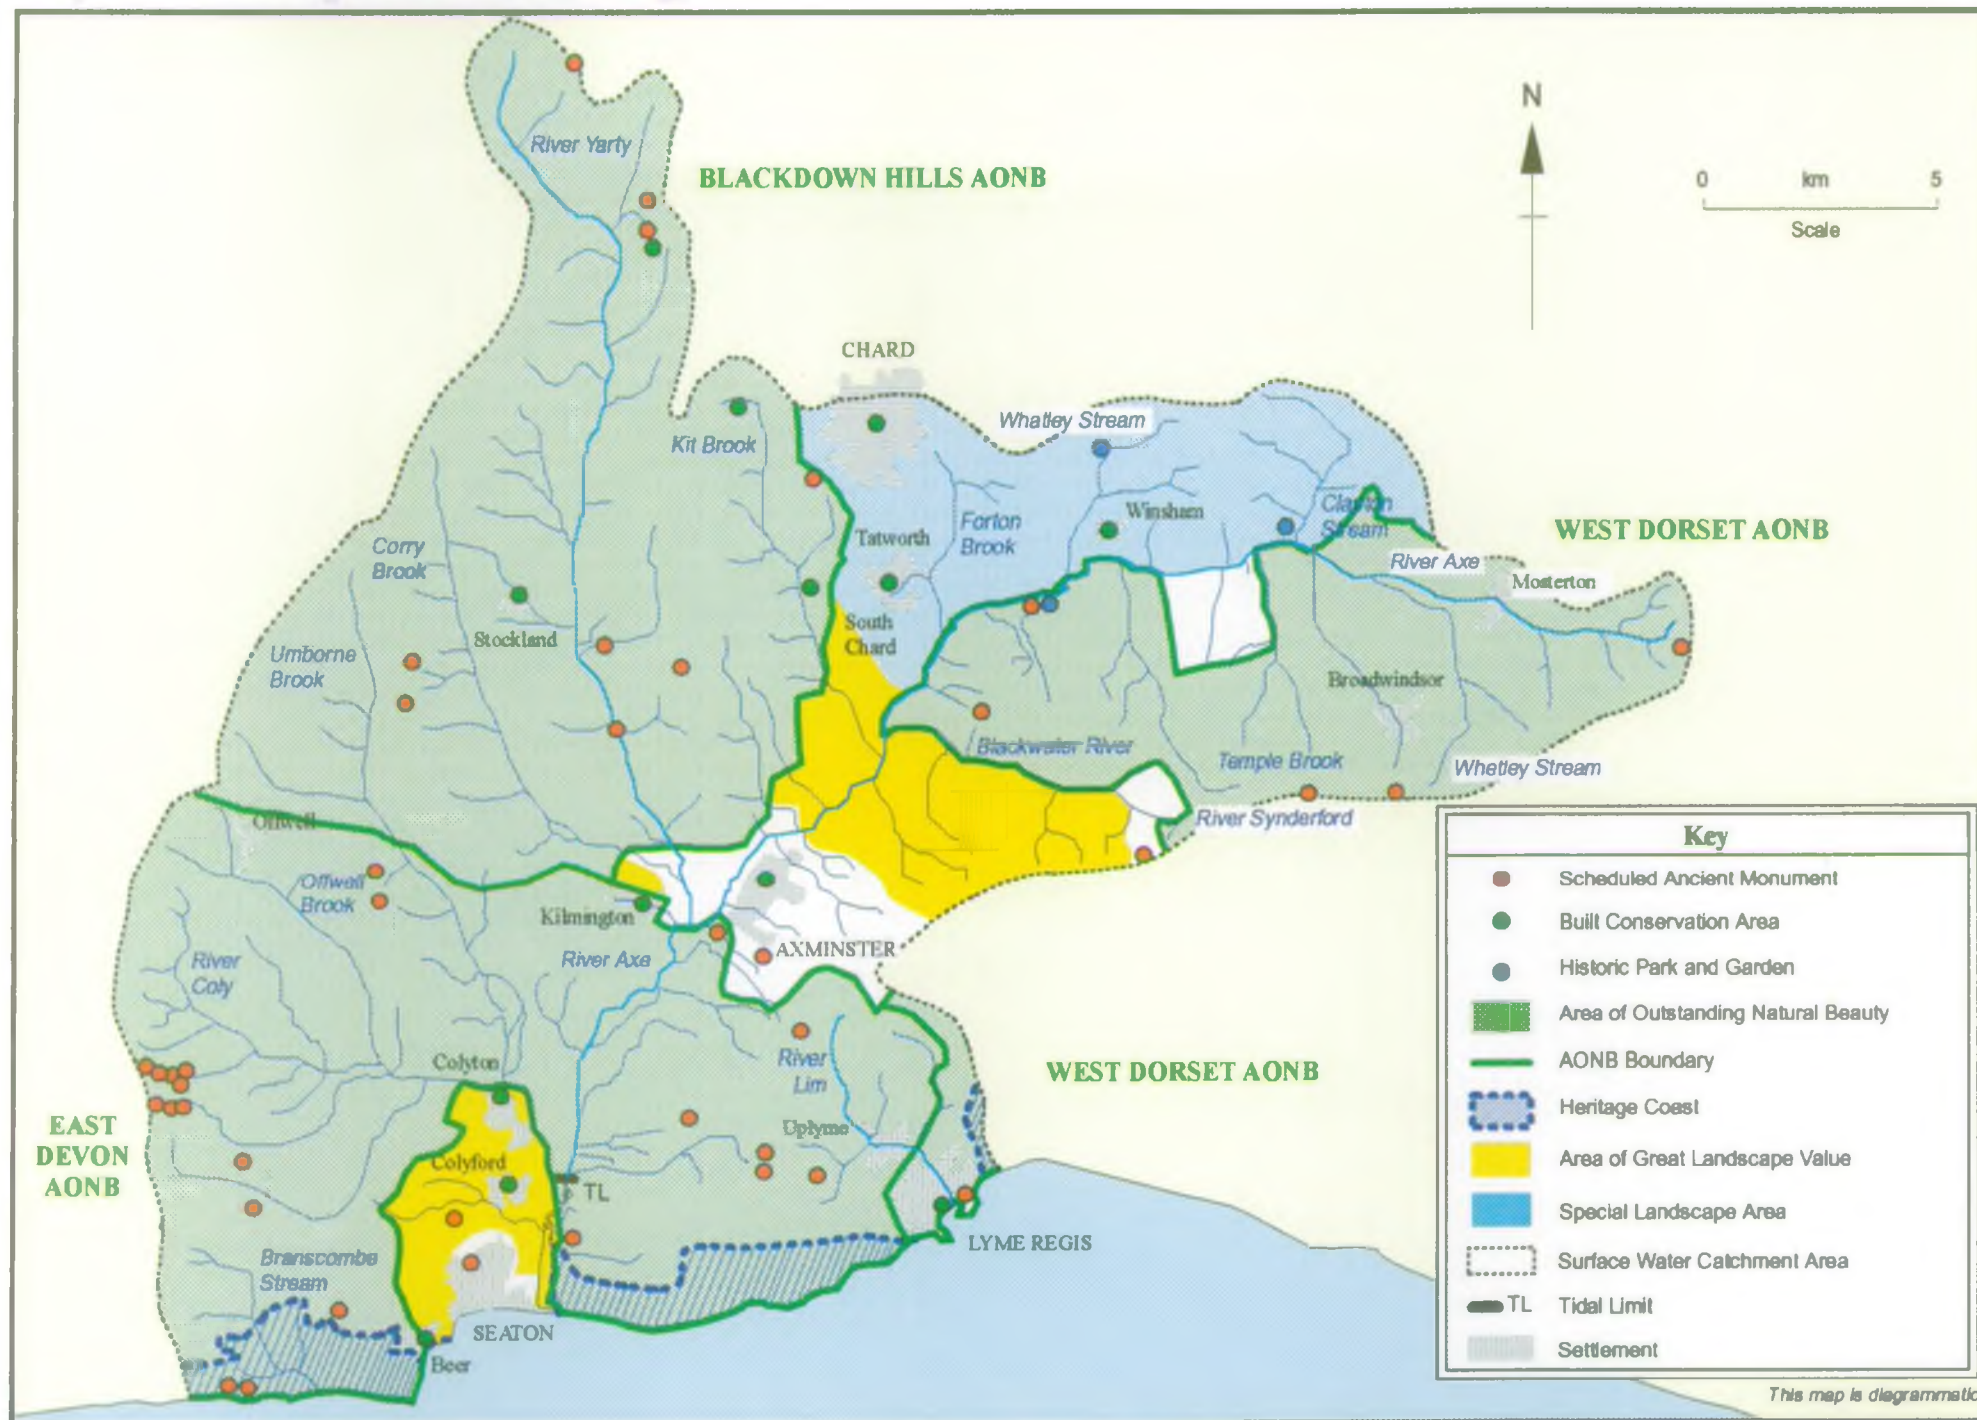 River Yarty
BLACKDOWN HILLS AONB
N
0 km 5
Scale
CHARD
Whatley Stream
Kit Brook
Forton
Brook
Winsham
Clapton
Stream
WEST DORSET AONB
Tatworth
River Axe
Mosterton
Corry
Brook
Stockland
South
Chard
Umborne
Brook
Broadwindsor
Blackwater River
Temple Brook
Whetley Stream
River Synderford
Offwell
Offwell
Brook
Kilmington
River Axe
AXMINSTER
River
Coly
Colyton
River
Lim
WEST DORSET AONB
Uplyme
EAST
DEVON
AONB
Colyford
TL
LYME REGIS
Branscombe
Stream
SEATON
Beer
Key
Scheduled Ancient Monument
Built Conservation Area
Historic Park and Garden
Area of Outstanding Natural Beauty
AONB Boundary
Heritage Coast
Area of Great Landscape Value
Special Landscape Area
Surface Water Catchment Area
TL Tidal Limit
Settlement
This map is diagrammatic